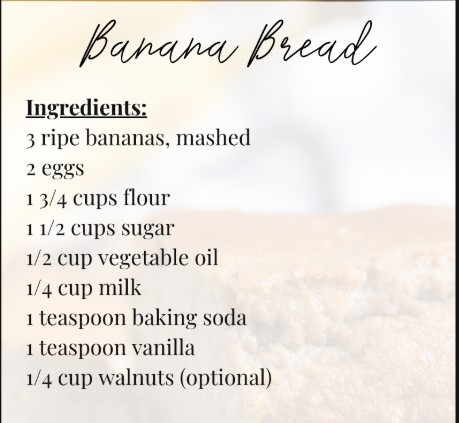 Banana Bread
Ingredients:
3 ripe bananas, mashed
2 eggs
1 3/4 cups flour
1 1/2 cups sugar
1/2 cup vegetable oil
1/4 cup milk
1 teaspoon baking soda
1 teaspoon vanilla
1/4 cup walnuts (optional)